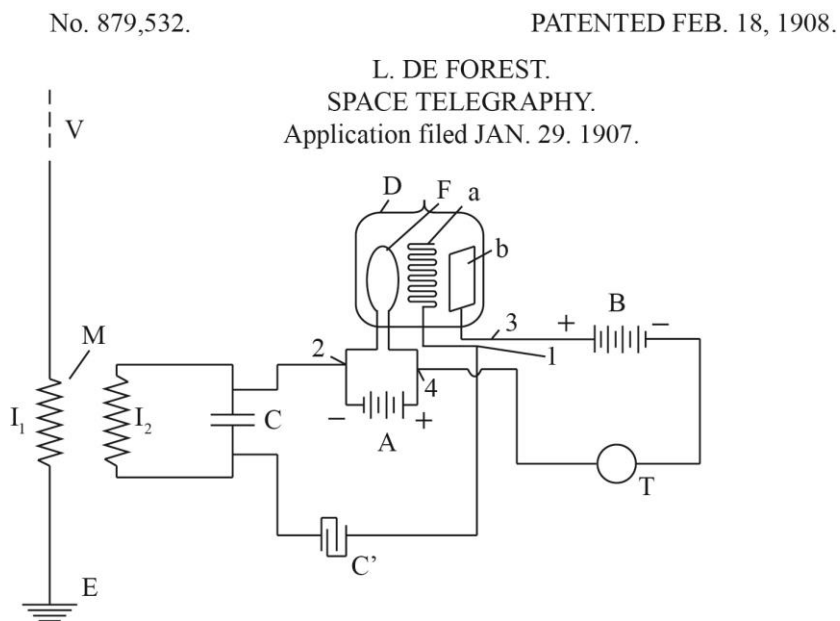 No. 879,532.
PATENTED FEB. 18, 1908.
L. DE FOREST.
SPACE TELEGRAPHY.
Application filed JAN. 29. 1907.
V
D
F
a
b
3
+
B
−
1
M
2
4
I₁
I₂
C
−
A
+
T
C’
E